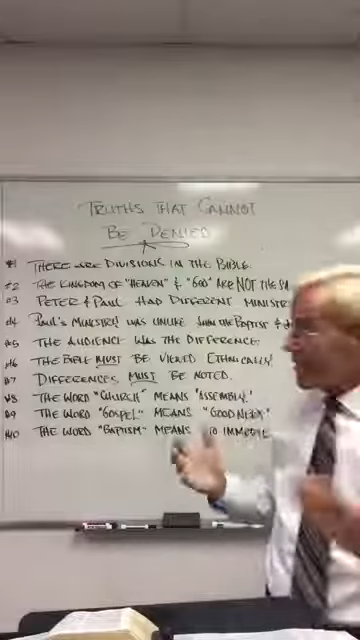 TRUTHS THAT CANNOT
BE DENIED
#1 THERE ARE DIVISIONS IN THE BIBLE.
#2 THE KINGDOM OF "HEAVEN" & "GOD" ARE NOT THE
#3 PETER & PAUL HAD DIFFERENT MINISTR
#4 PAUL'S MINISTRY WAS UNLIKE JOHN THE BAPTIST &
#5 THE AUDIENCE WAS THE DIFFERENCE.
#6 THE BIBLE MUST BE VIEWED ETHNICALLY.
#7 DIFFERENCES MUST BE NOTED.
#8 THE WORD "CHURCH" MEANS "ASSEMBLY."
#9 THE WORD "GOSPEL" MEANS "GOOD NEWS."
#10 THE WORD "BAPTISM" MEANS TO IMMERSE